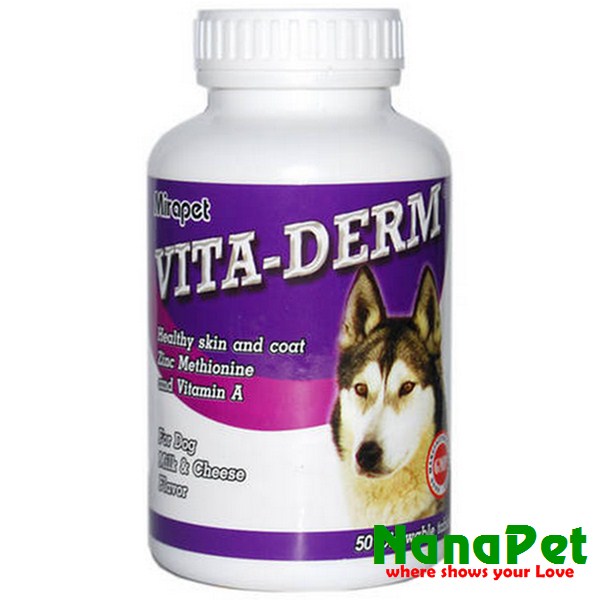 Mirapet
VITA-DERM
Healthy skin and coat
Zinc Methionine
and Vitamin A
For Dog
Milk & Cheese
Flavor
GMP
50
NanaPet
where shows your Love